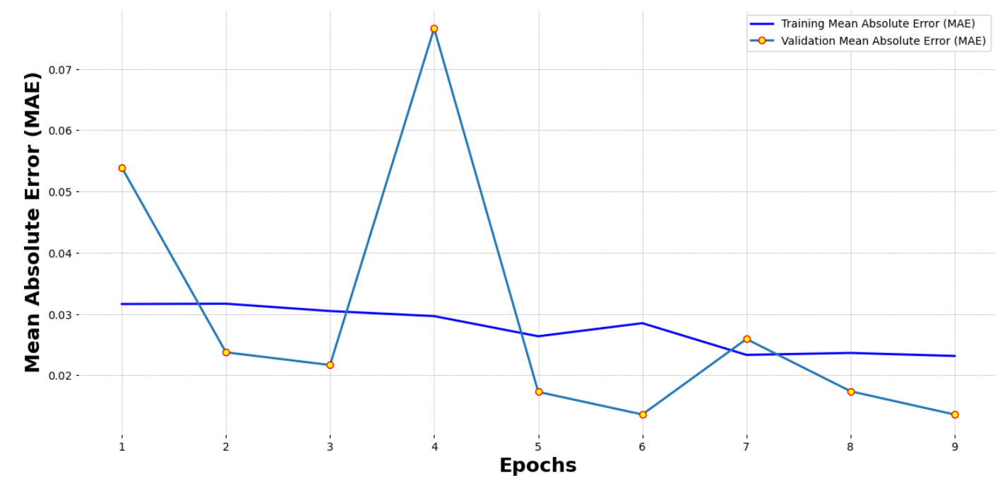 Training Mean Absolute Error (MAE)
Validation Mean Absolute Error (MAE)
Mean Absolute Error (MAE)
0.07
0.06
0.05
0.04
0.03
0.02
1 2 3 4 5 6 7 8 9
Epochs